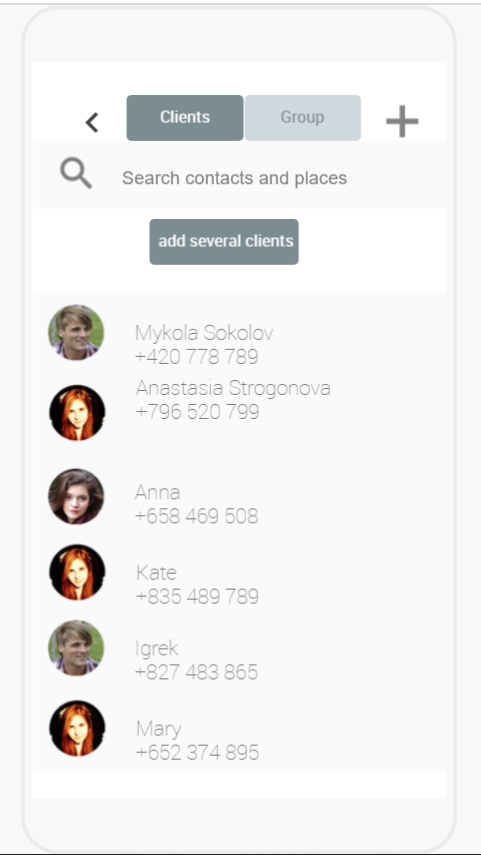 Clients
Group
Search contacts and places
add several clients
Mykola Sokolov
+420 778 789
Anastasia Strogonova
+796 520 799
Anna
+658 469 508
Kate
+835 489 789
Igrek
+827 483 865
Mary
+652 374 895